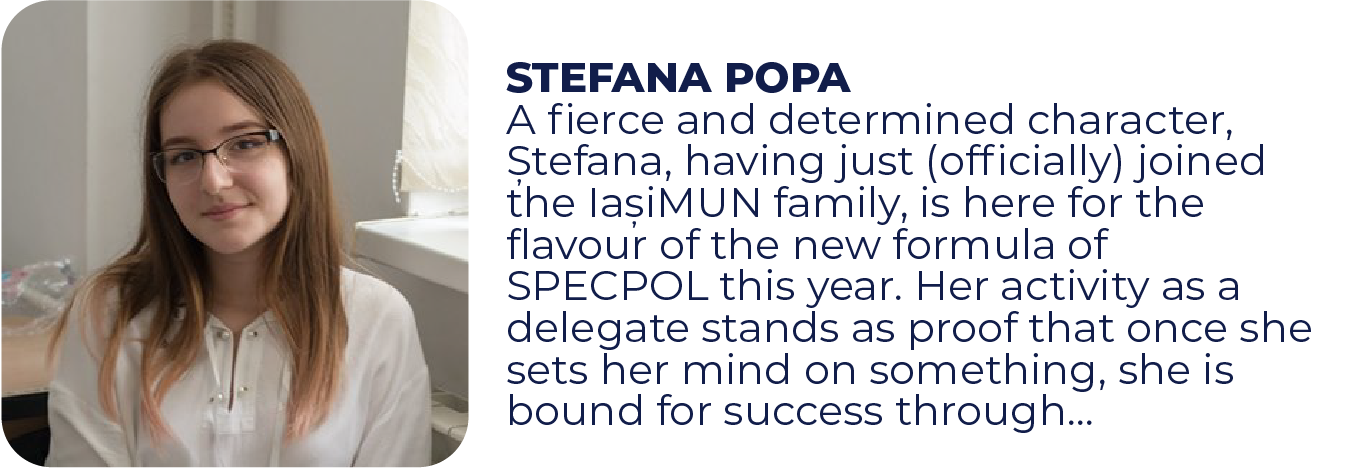 STEFANA POPA
A fierce and determined character,
Ștefana, having just (officially) joined
the IașiMUN family, is here for the
flavour of the new formula of
SPECPOL this year. Her activity as a
delegate stands as proof that once she
sets her mind on something, she is
bound for success through...